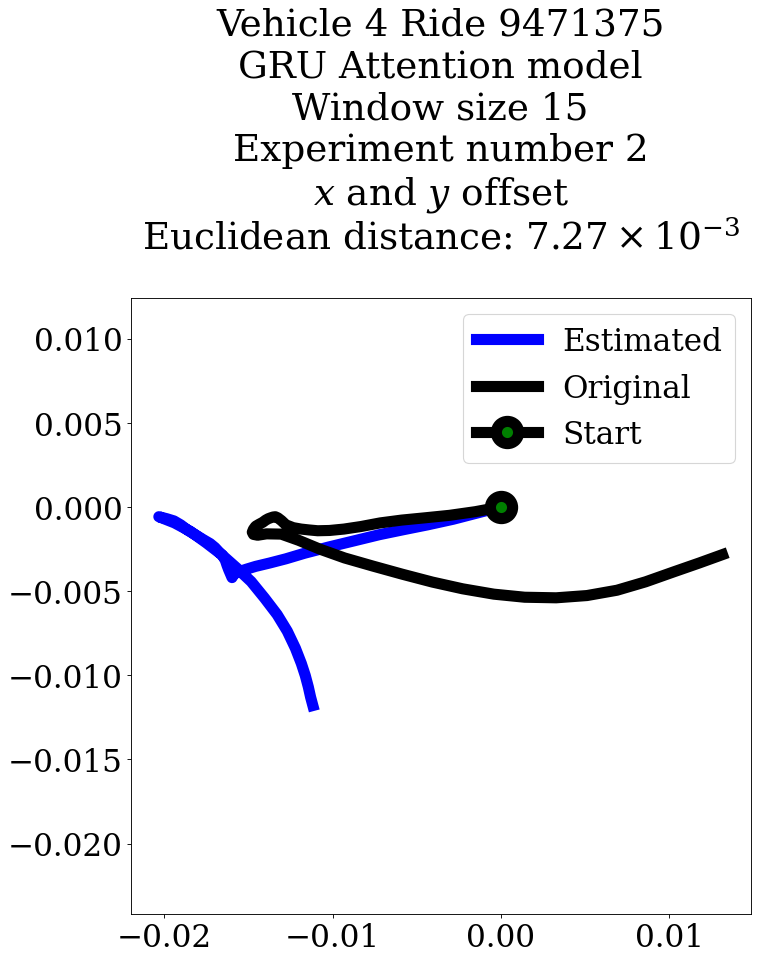 Vehicle 4 Ride 9471375
GRU Attention model
Window size 15
Experiment number 2
x and y offset
Euclidean distance: 7.27 × 10⁻³
Estimated
Original
Start
0.010
0.005
0.000
−0.005
−0.010
−0.015
−0.020
−0.02 −0.01 0.00 0.01